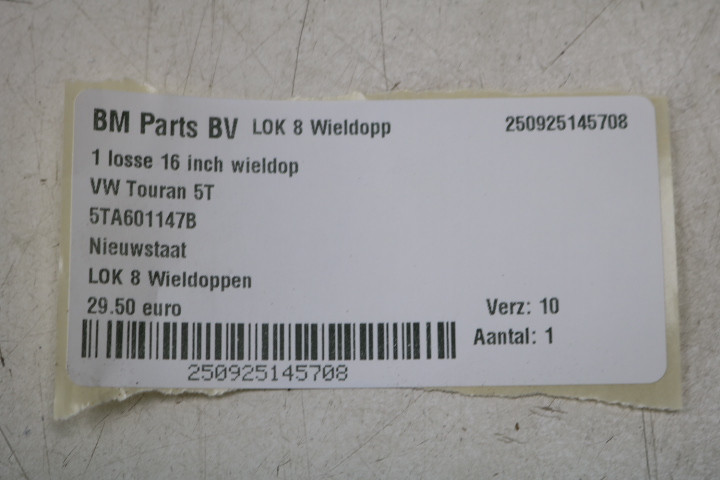 BM Parts BV LOK 8 Wieldopp 250925145708
1 losse 16 inch wieldop
VW Touran 5T
5TA601147B
Nieuwstaat
LOK 8 Wieldoppen
29.50 euro Verz: 10
Aantal: 1
250925145708